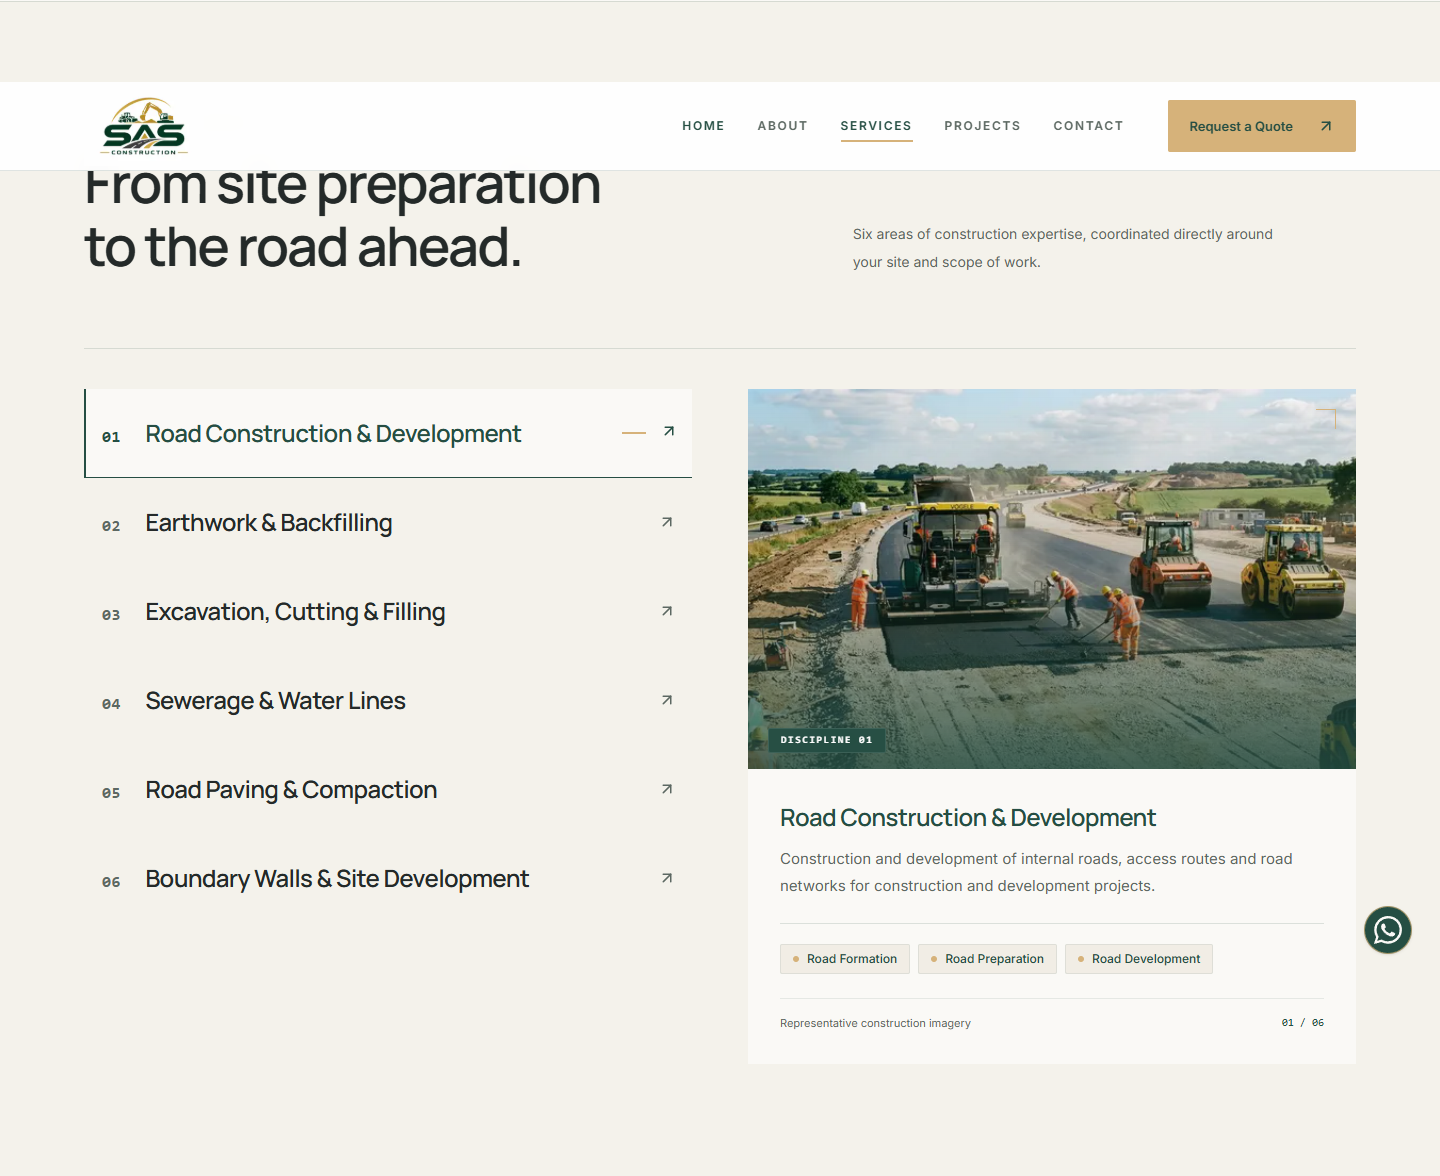 SAS
CONSTRUCTION
HOME
ABOUT
SERVICES
PROJECTS
CONTACT
Request a Quote
From site preparation
to the road ahead.
Six areas of construction expertise, coordinated directly around
your site and scope of work.
01 Road Construction & Development
02 Earthwork & Backfilling
03 Excavation, Cutting & Filling
04 Sewerage & Water Lines
05 Road Paving & Compaction
06 Boundary Walls & Site Development
VOGELE
DISCIPLINE 01
Road Construction & Development
Construction and development of internal roads, access routes and road
networks for construction and development projects.
Road Formation
Road Preparation
Road Development
Representative construction imagery
01 / 06